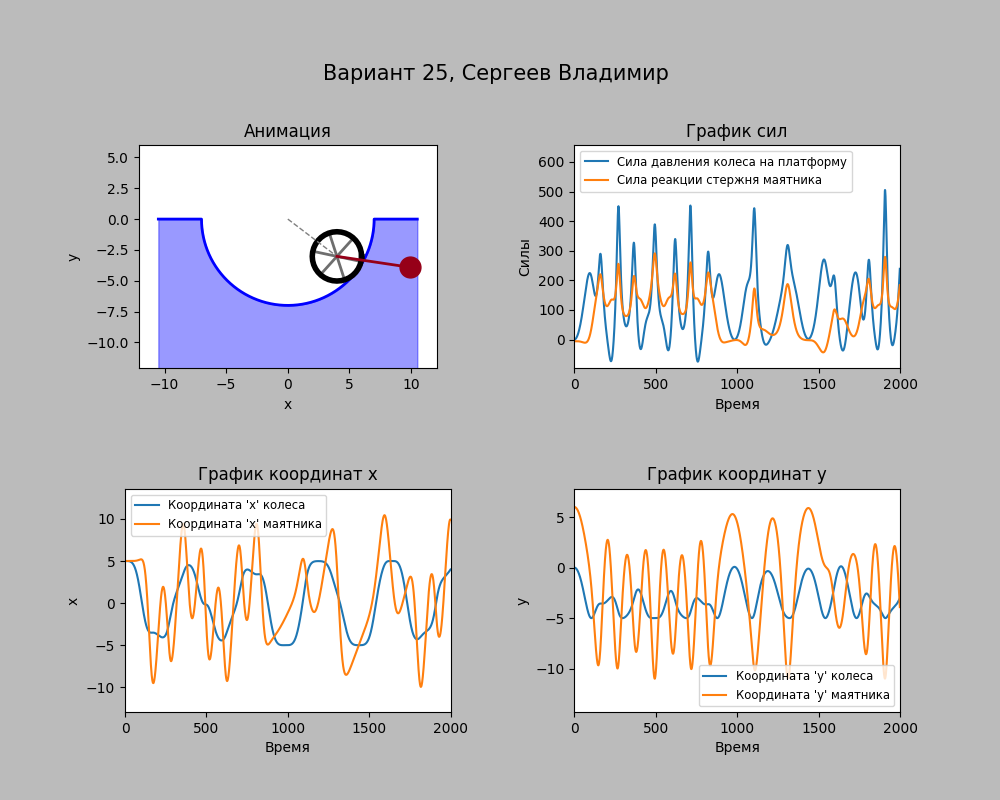 Вариант 25, Сергеев Владимир
Анимация
5.0
2.5
0.0
−2.5
−5.0
−7.5
−10.0
y
−10
−5
0
5
10
x
График сил
Сила давления колеса на платформу
Сила реакции стержня маятника
600
500
400
300
200
100
0
Силы
0
500
1000
1500
2000
Время
График координат x
Координата 'x' колеса
Координата 'x' маятника
10
5
0
−5
−10
x
0
500
1000
1500
2000
Время
График координат y
5
0
−5
−10
y
Координата 'y' колеса
Координата 'y' маятника
0
500
1000
1500
2000
Время